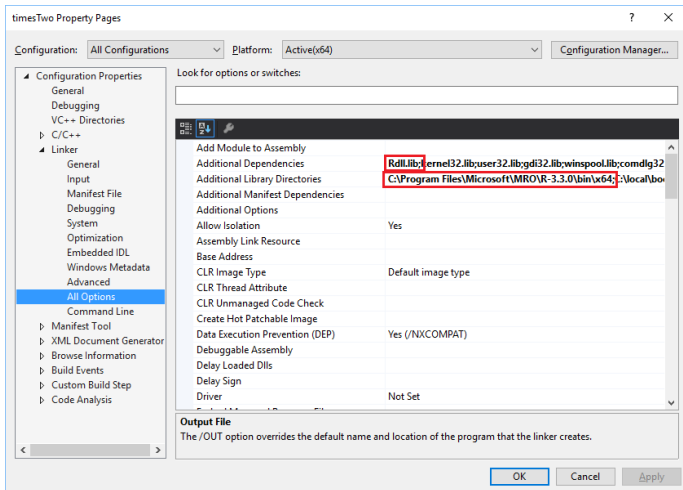 timesTwo Property Pages ? ×
Configuration: All Configurations Platform: Active(x64) Configuration Manager...
Configuration Properties
General
Debugging
VC++ Directories
C/C++
Linker
General
Input
Manifest File
Debugging
System
Optimization
Embedded IDL
Windows Metadata
Advanced
All Options
Command Line
Manifest Tool
XML Document Generator
Browse Information
Build Events
Custom Build Step
Code Analysis
Look for options or switches:
Add Module to Assembly
Additional Dependencies Rdll.lib;kernel32.lib;user32.lib;gdi32.lib;winspool.lib;comdlg32
Additional Library Directories C:\Program Files\Microsoft\MRO\R-3.3.0\bin\x64;C:\local\boo
Additional Manifest Dependencies
Additional Options
Allow Isolation Yes
Assembly Link Resource
Base Address
CLR Image Type Default image type
CLR Thread Attribute
CLR Unmanaged Code Check
Create Hot Patchable Image
Data Execution Prevention (DEP) Yes (/NXCOMPAT)
Debuggable Assembly
Delay Loaded Dlls
Delay Sign
Driver Not Set
Output File
The /OUT option overrides the default name and location of the program that the linker creates.
OK Cancel Apply